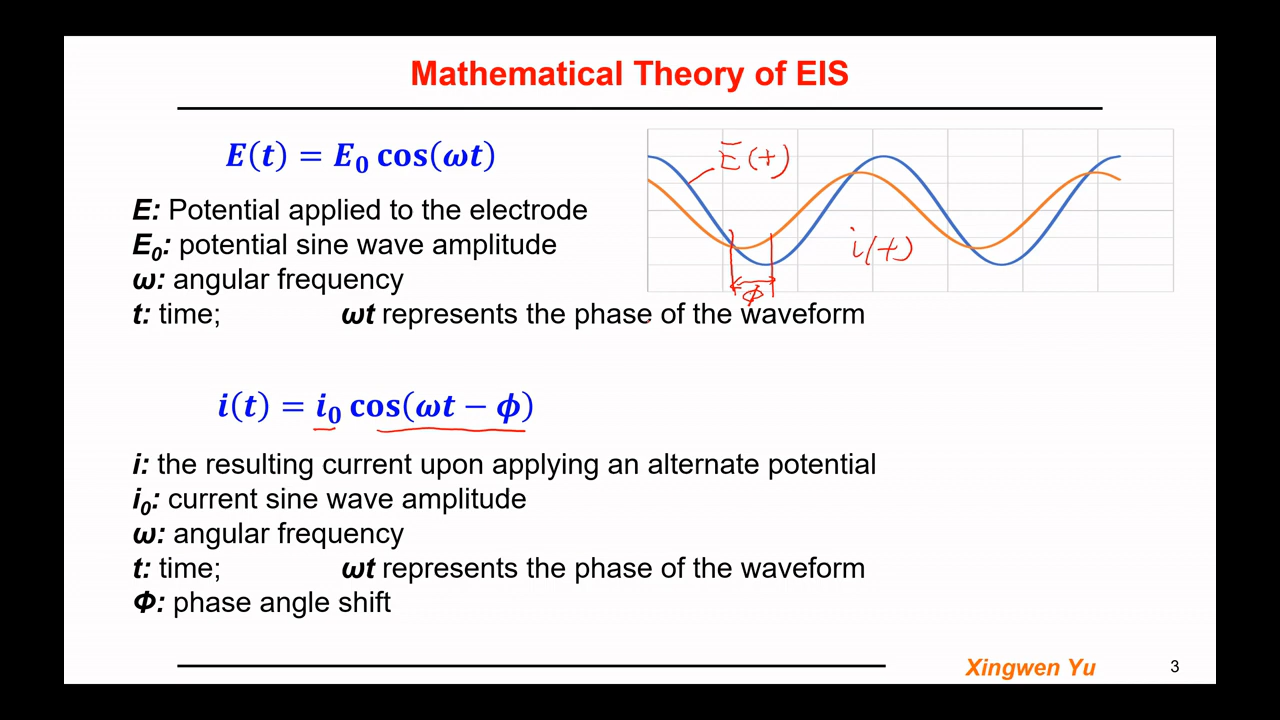 Mathematical Theory of EIS
E(t) = E₀ cos(ωt)
E(t)
E: Potential applied to the electrode
E₀: potential sine wave amplitude
i(t)
ω: angular frequency
ϕ
t: time; ωt represents the phase of the waveform
i(t) = i₀ cos(ωt − ϕ)
i: the resulting current upon applying an alternate potential
i₀: current sine wave amplitude
ω: angular frequency
t: time; ωt represents the phase of the waveform
Φ: phase angle shift
Xingwen Yu
3